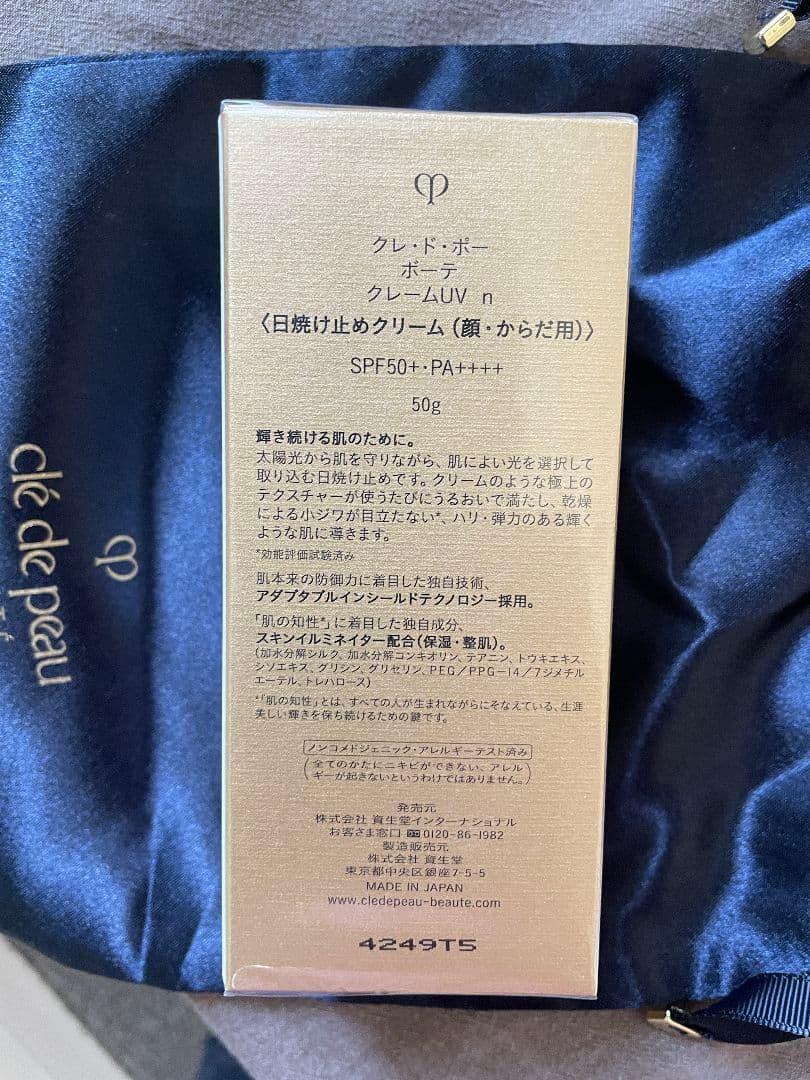 クレ・ド・ポー
ボーテ
クレームUV n
〈日焼け止めクリーム(顔・からだ用)〉
SPF50+・PA++++
50g
輝き続ける肌のために。
太陽光から肌を守りながら、肌によい光を選択して
取り込む日焼け止めです。クリームのような極上の
テクスチャーが使うたびにうるおいで満たし、乾燥
による小ジワが目立たない*、ハリ・弾力のある輝く
ような肌に導きます。
*効能評価試験済み
肌本来の防御力に着目した独自技術、
アダプタブルインシールドテクノロジー採用。
「肌の知性*」に着目した独自成分、
スキンイルミネイター配合(保湿・整肌)。
(加水分解シルク、加水分解コンキオリン、テアニン、トウキエキス、
シソエキス、グリシン、グリセリン、PEG/PPG-14/7ジメチル
エーテル、トレハロース)
*「肌の知性」とは、すべての人が生まれながらにそなえている、生涯
美しい輝きを保ち続けるための鍵です。
ノンコメドジェニック・アレルギーテスト済み
(全てのかたにニキビができない、アレル
ギーが起きないというわけではありません。)
発売元
株式会社 資生堂インターナショナル
お客さま窓口 0120-86-1982
製造販売元
株式会社 資生堂
東京都中央区銀座7-5-5
MADE IN JAPAN
www.cledepeau-beaute.com
4249T5
clé de peau